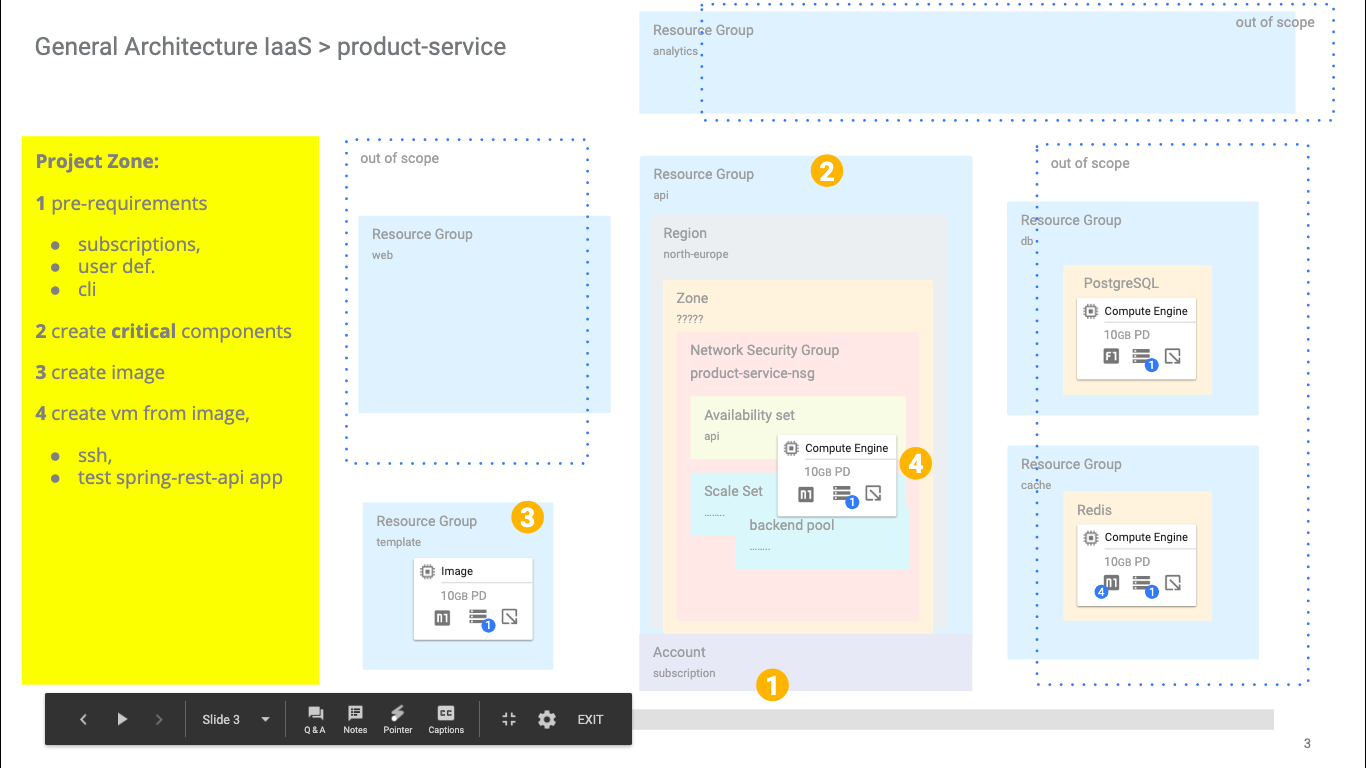 General Architecture IaaS > product-service
Resource Group
analytics
out of scope
Project Zone:
1 pre-requirements
● subscriptions,
● user def.
● cli
2 create critical components
3 create image
4 create vm from image,
● ssh,
● test spring-rest-api app
out of scope
Resource Group
web
Resource Group
template
3
Image
10GB PD
n1
1
Resource Group
api
2
Region
north-europe
Zone
?????
Network Security Group
product-service-nsg
Availability set
api
Compute Engine
10GB PD
n1
1
4
Scale Set
........
backend pool
........
Account
subscription
1
out of scope
Resource Group
db
PostgreSQL
Compute Engine
10GB PD
F1
1
Resource Group
cache
Redis
Compute Engine
10GB PD
4
n1
1
Slide 3
Q & A
Notes
Pointer
CC
Captions
EXIT
3